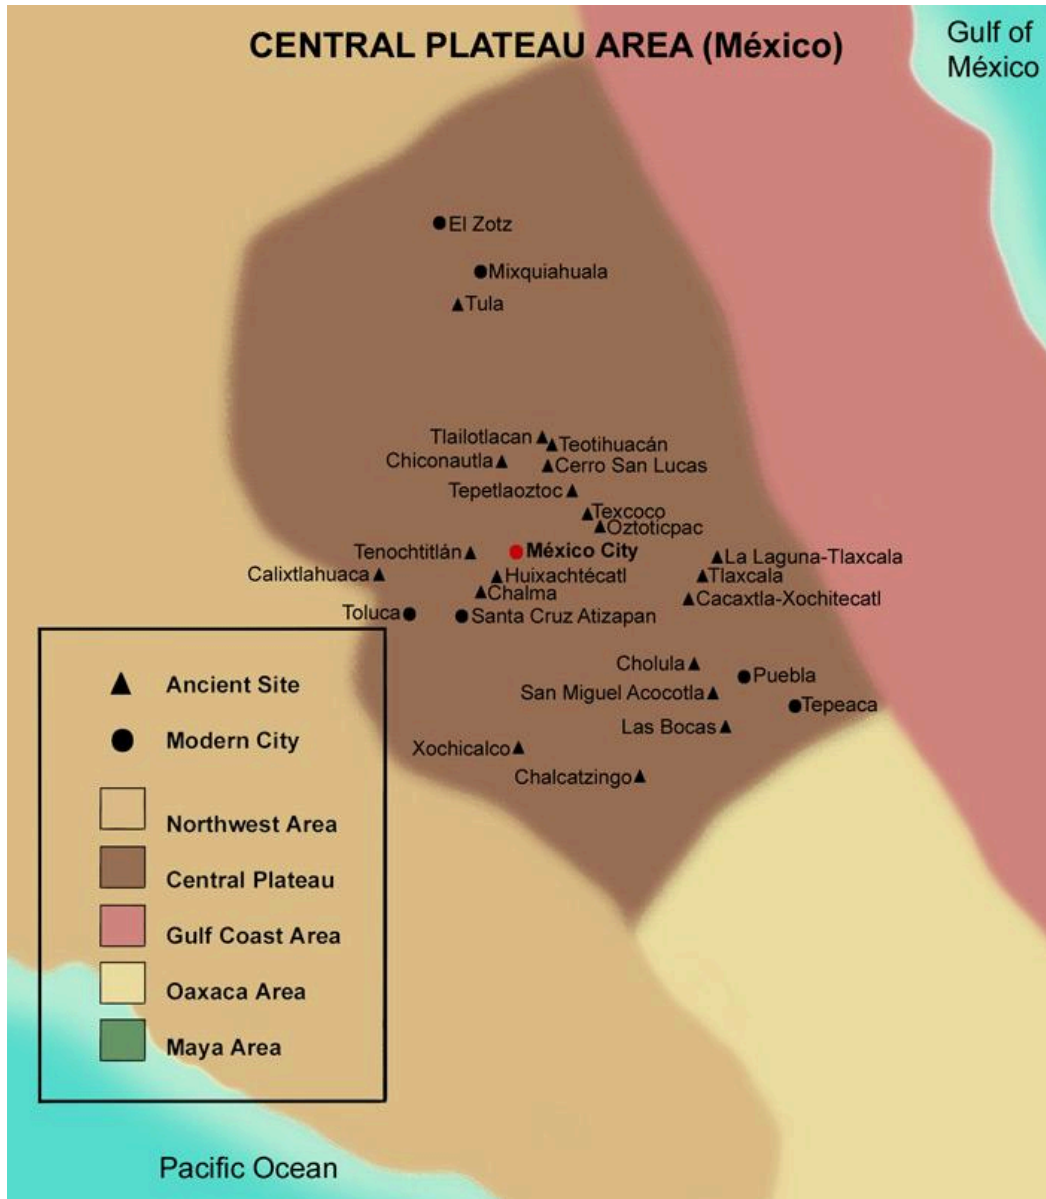 CENTRAL PLATEAU AREA (México)
Gulf of
México
El Zotz
Mixquiahuala
Tula
Tlailotlacan
Teotihuacán
Chiconautla
Cerro San Lucas
Tepetlaoztoc
Texcoco
Oztoticpac
Tenochtitlán
México City
La Laguna-Tlaxcala
Calixtlahuaca
Huixachtécatl
Tlaxcala
Chalma
Cacaxtla-Xochitecatl
Toluca
Santa Cruz Atizapan
Cholula
Puebla
San Miguel Acocotla
Tepeaca
Las Bocas
Xochicalco
Chalcatzingo
Ancient Site
Modern City
Northwest Area
Central Plateau
Gulf Coast Area
Oaxaca Area
Maya Area
Pacific Ocean